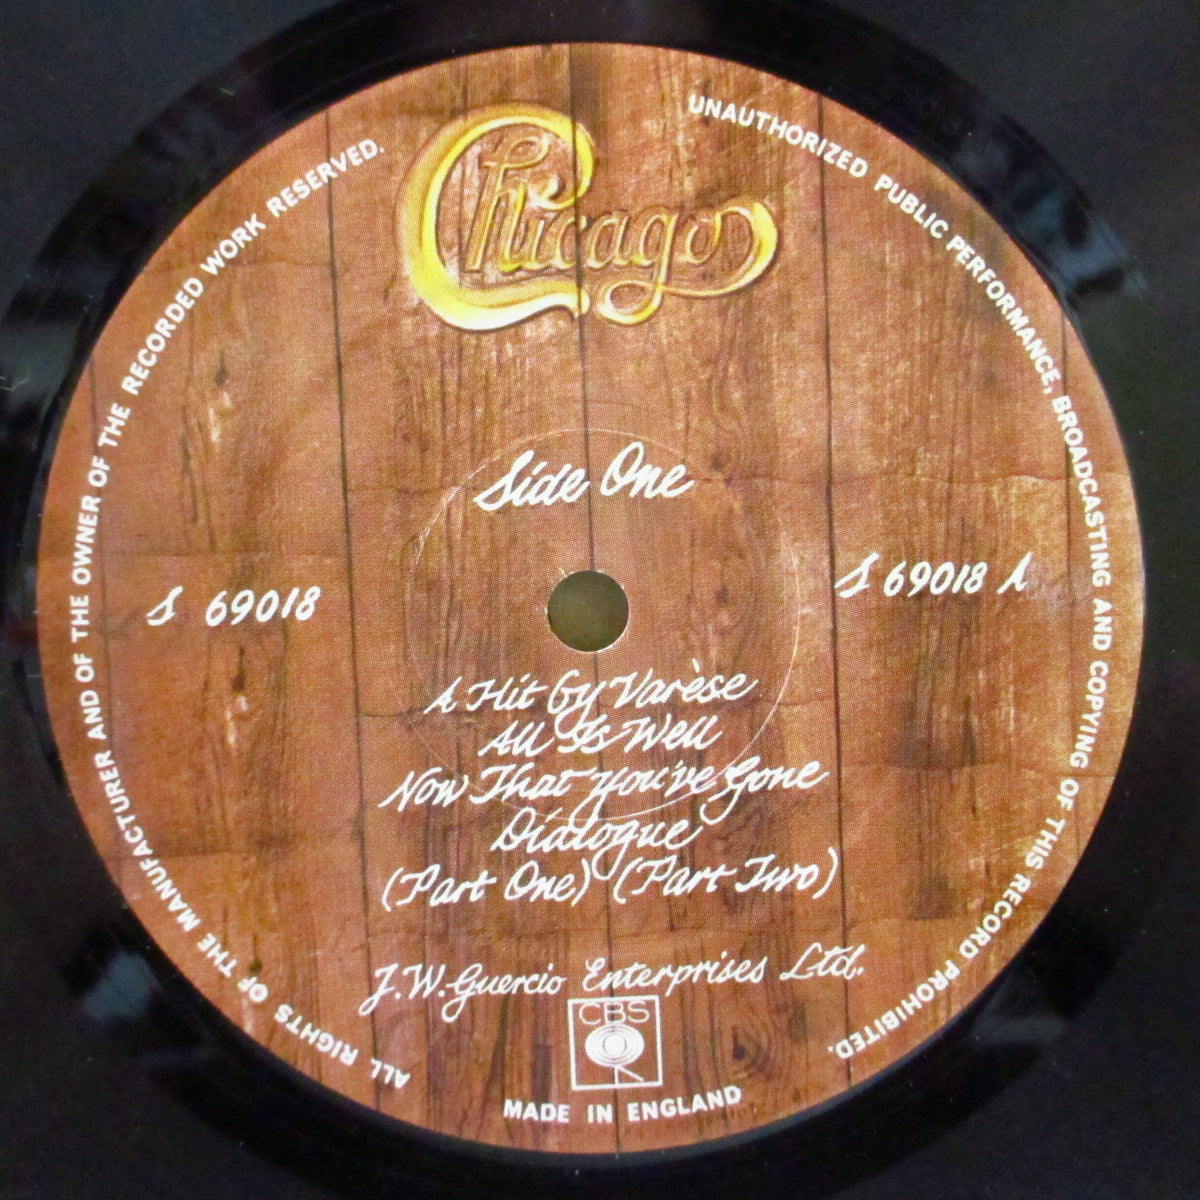 Chicago
ALL RIGHTS OF THE MANUFACTURER AND OF THE OWNER OF THE RECORDED WORK RESERVED.
UNAUTHORIZED PUBLIC PERFORMANCE, BROADCASTING AND COPYING OF THIS RECORD PROHIBITED.
Side One
S 69018
S 69018 A
A Hit By Varèse
All Is Well
Now That You've Gone
Dialogue
(Part One) (Part Two)
J.W. Guercio Enterprises Ltd.
CBS
MADE IN ENGLAND